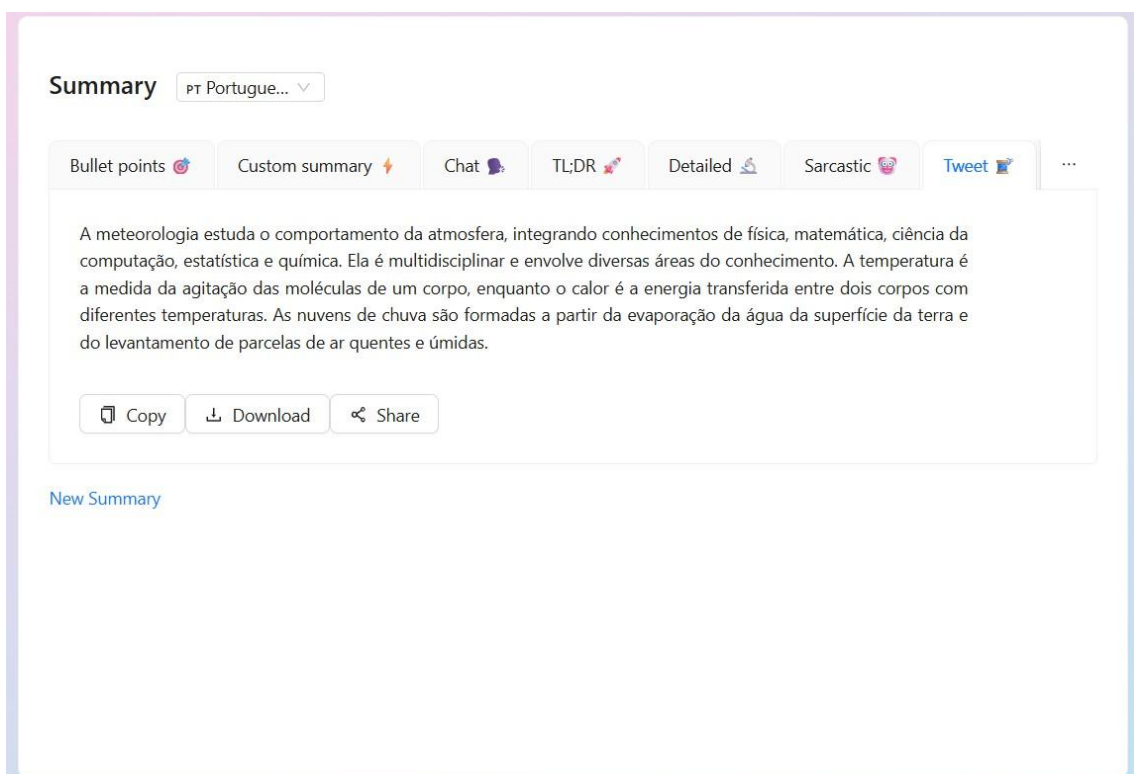 Summary PT Portugue...
Bullet points Custom summary Chat TL;DR Detailed Sarcastic Tweet ...
A meteorologia estuda o comportamento da atmosfera, integrando conhecimentos de física, matemática, ciência da
computação, estatística e química. Ela é multidisciplinar e envolve diversas áreas do conhecimento. A temperatura é
a medida da agitação das moléculas de um corpo, enquanto o calor é a energia transferida entre dois corpos com
diferentes temperaturas. As nuvens de chuva são formadas a partir da evaporação da água da superfície da terra e
do levantamento de parcelas de ar quentes e úmidas.
Copy Download Share
New Summary